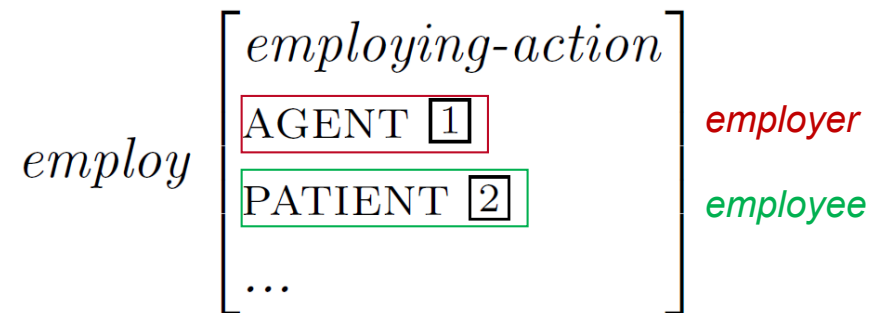 employing-action
AGENT 1 employer
employ
PATIENT 2 employee
...